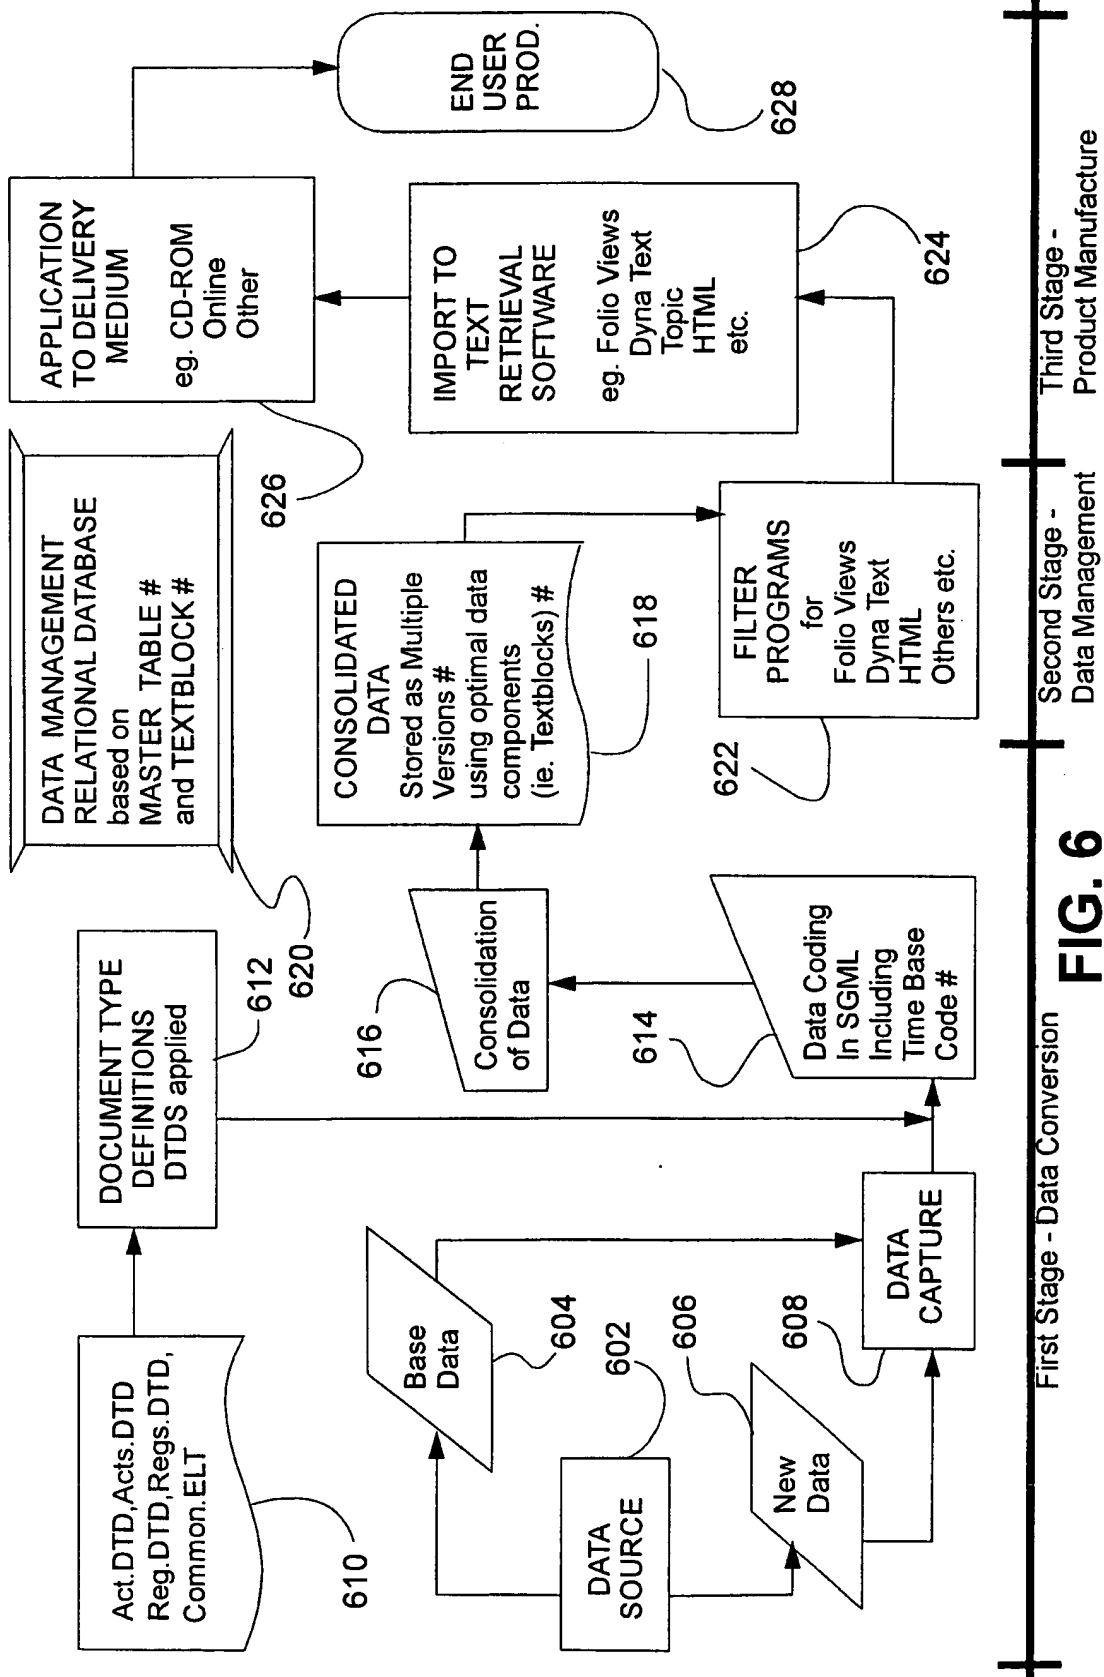 Act.DTD,Acts.DTD
Reg.DTD,Regs.DTD,
Common.ELT
610
DOCUMENT TYPE
DEFINITIONS
DTDS applied
612
DATA MANAGEMENT
RELATIONAL DATABASE
based on
MASTER TABLE #
and TEXTBLOCK #
620
APPLICATION
TO DELIVERY
MEDIUM
eg. CD-ROM
Online
Other
626
END
USER
PROD.
628
Base
Data
604
DATA
SOURCE
602
New
Data
606
DATA
CAPTURE
608
Data Coding
In SGML
Including
Time Base
Code #
614
Consolidation
of Data
616
CONSOLIDATED
DATA
Stored as Multiple
Versions #
using optimal data
components
(ie. Textblocks) #
618
FILTER
PROGRAMS
for
Folio Views
Dyna Text
HTML
Others etc.
622
IMPORT TO
TEXT
RETRIEVAL
SOFTWARE
eg. Folio Views
Dyna Text
Topic
HTML
etc.
624
First Stage - Data Conversion
Second Stage -
Data Management
Third Stage -
Product Manufacture
FIG. 6